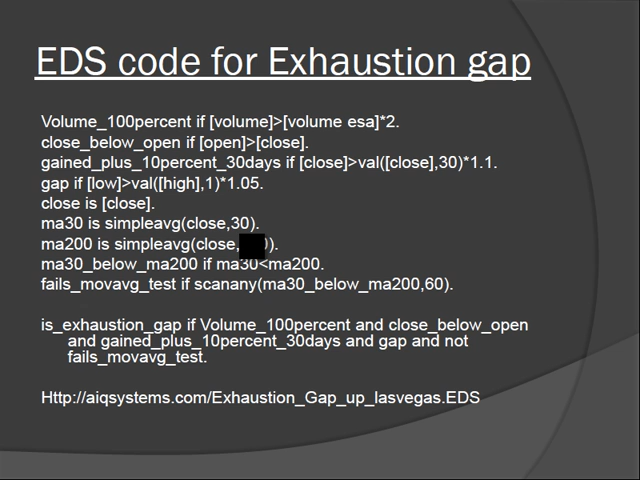 EDS code for Exhaustion gap
Volume_100percent if [volume]>[volume esa]*2.
close_below_open if [open]>[close].
gained_plus_10percent_30days if [close]>val([close],30)*1.1.
gap if [low]>val([high],1)*1.05.
close is [close].
ma30 is simpleavg(close,30).
ma200 is simpleavg(close, ).
ma30_below_ma200 if ma30<ma200.
fails_movavg_test if scanany(ma30_below_ma200,60).
is_exhaustion_gap if Volume_100percent and close_below_open
and gained_plus_10percent_30days and gap and not
fails_movavg_test.
Http://aiqsystems.com/Exhaustion_Gap_up_lasvegas.EDS